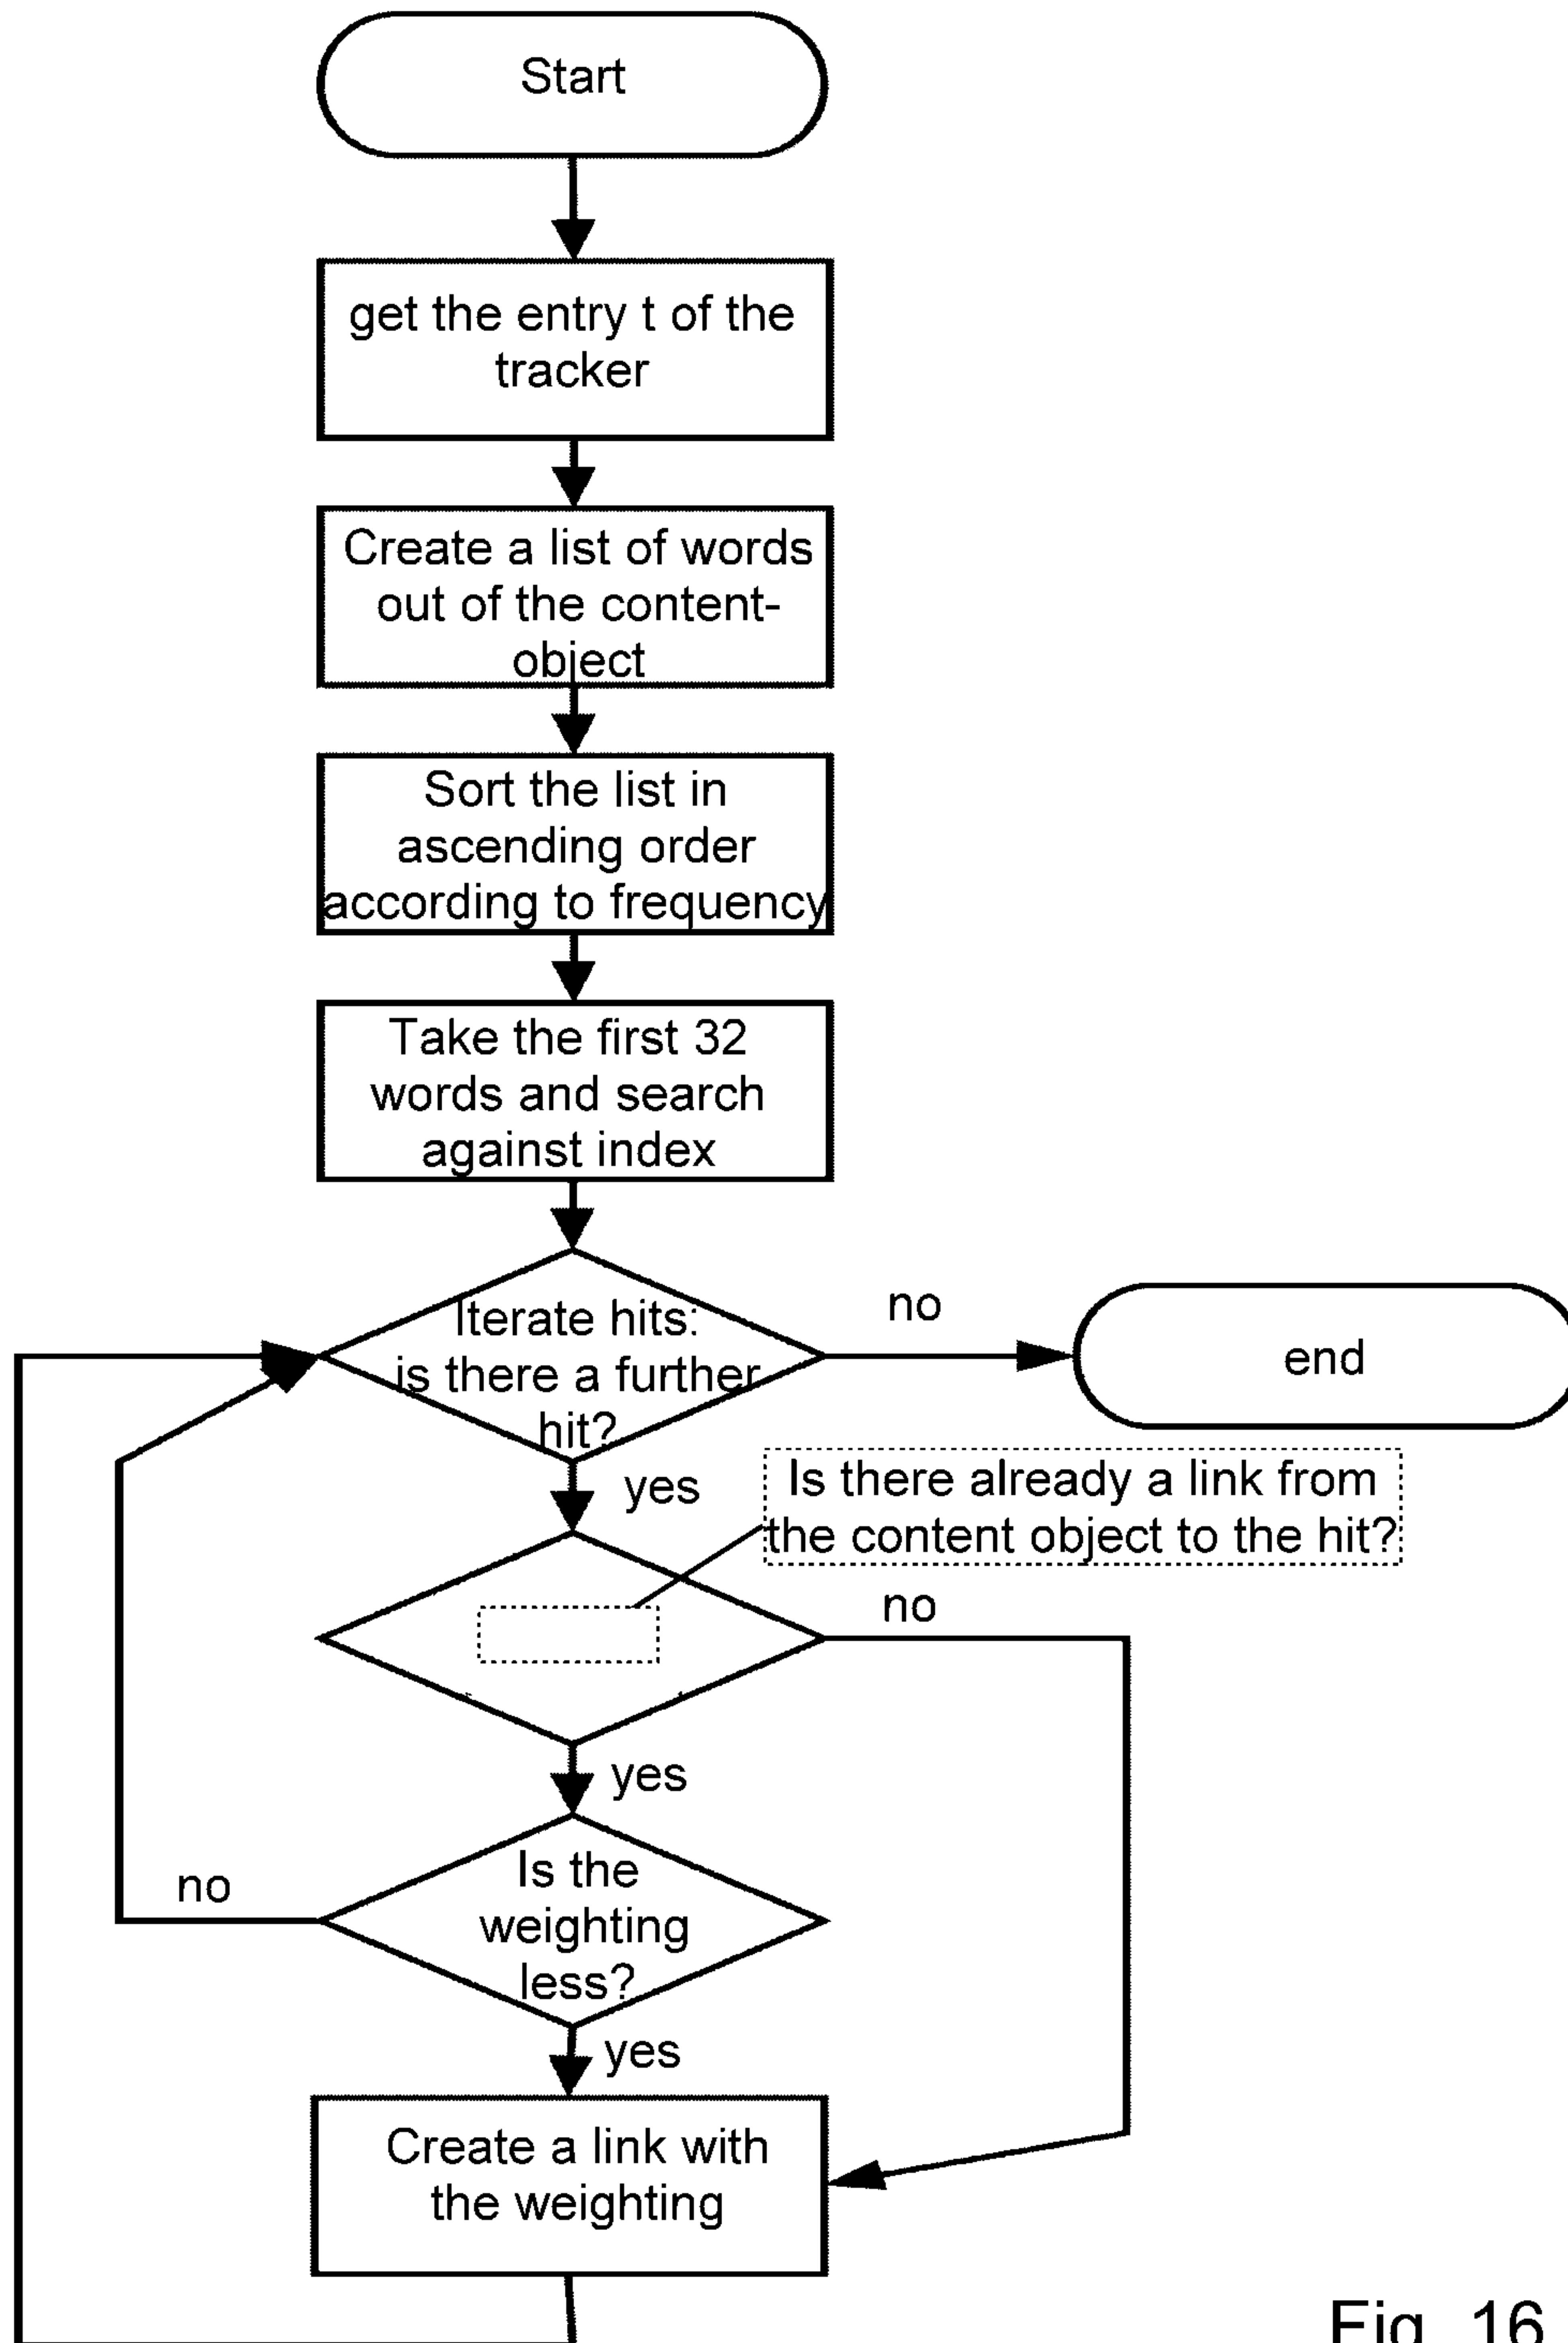 Start
get the entry t of the
tracker
Create a list of words
out of the content-
object
Sort the list in
ascending order
according to frequency
Take the first 32
words and search
against index
Iterate hits:
is there a further
hit?
no
end
yes
Is there already a link from
the content object to the hit?
no
yes
Is the
weighting
less?
no
yes
Create a link with
the weighting
Fig. 16